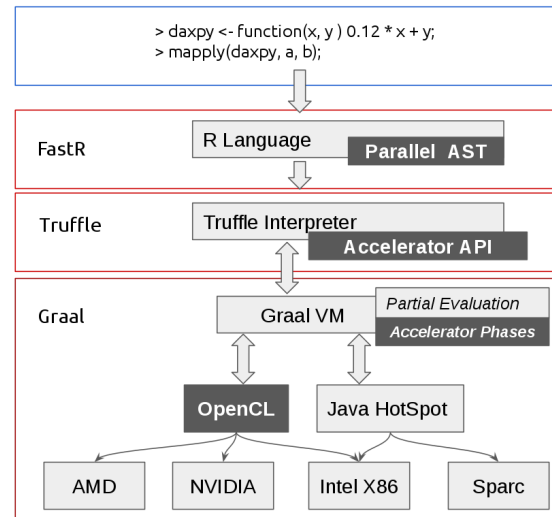 > daxpy <- function(x, y ) 0.12 * x + y;
> mapply(daxpy, a, b);
FastR
R Language
Parallel AST
Truffle
Truffle Interpreter
Accelerator API
Graal
Graal VM
Partial Evaluation
Accelerator Phases
OpenCL
Java HotSpot
AMD
NVIDIA
Intel X86
Sparc